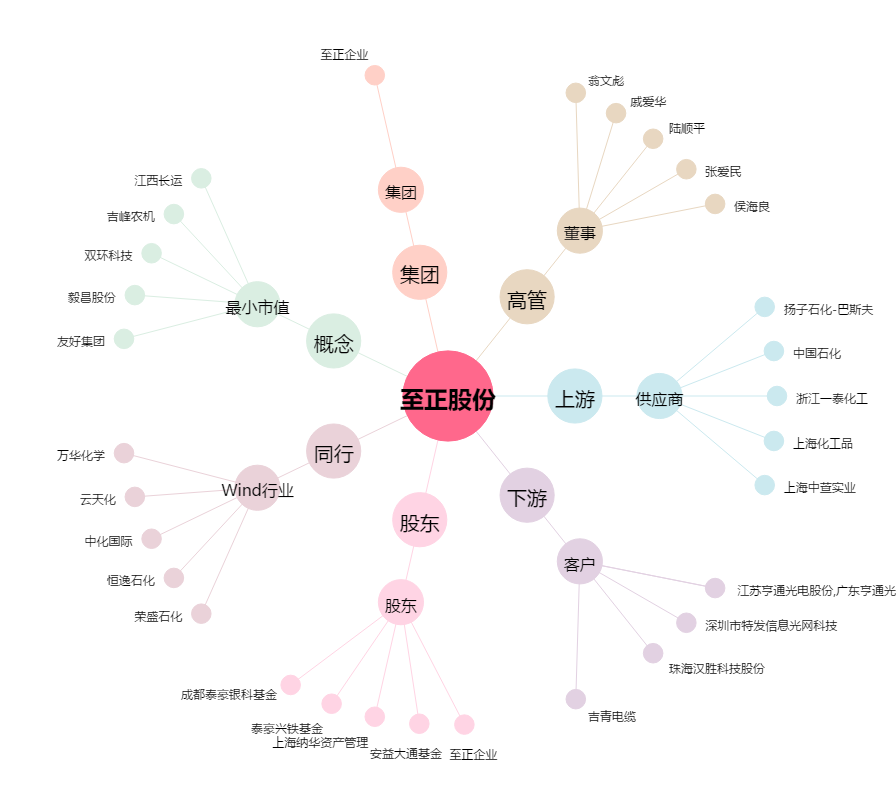 至正企业
翁文彪
戚爱华
陆顺平
张爱民
侯海良
江西长运
吉峰农机
双环科技
毅昌股份
友好集团
集团
董事
集团
高管
最小市值
概念
扬子石化-巴斯夫
中国石化
浙江一泰化工
上海化工品
上海中萱实业
至正股份
上游
供应商
万华化学
云天化
中化国际
恒逸石化
荣盛石化
同行
Wind行业
下游
股东
客户
江苏亨通光电股份,广东亨通光
深圳市特发信息光网科技
珠海汉胜科技股份
吉青电缆
股东
成都泰豪银科基金
泰豪兴铁基金
上海纳华资产管理
安益大通基金
至正企业